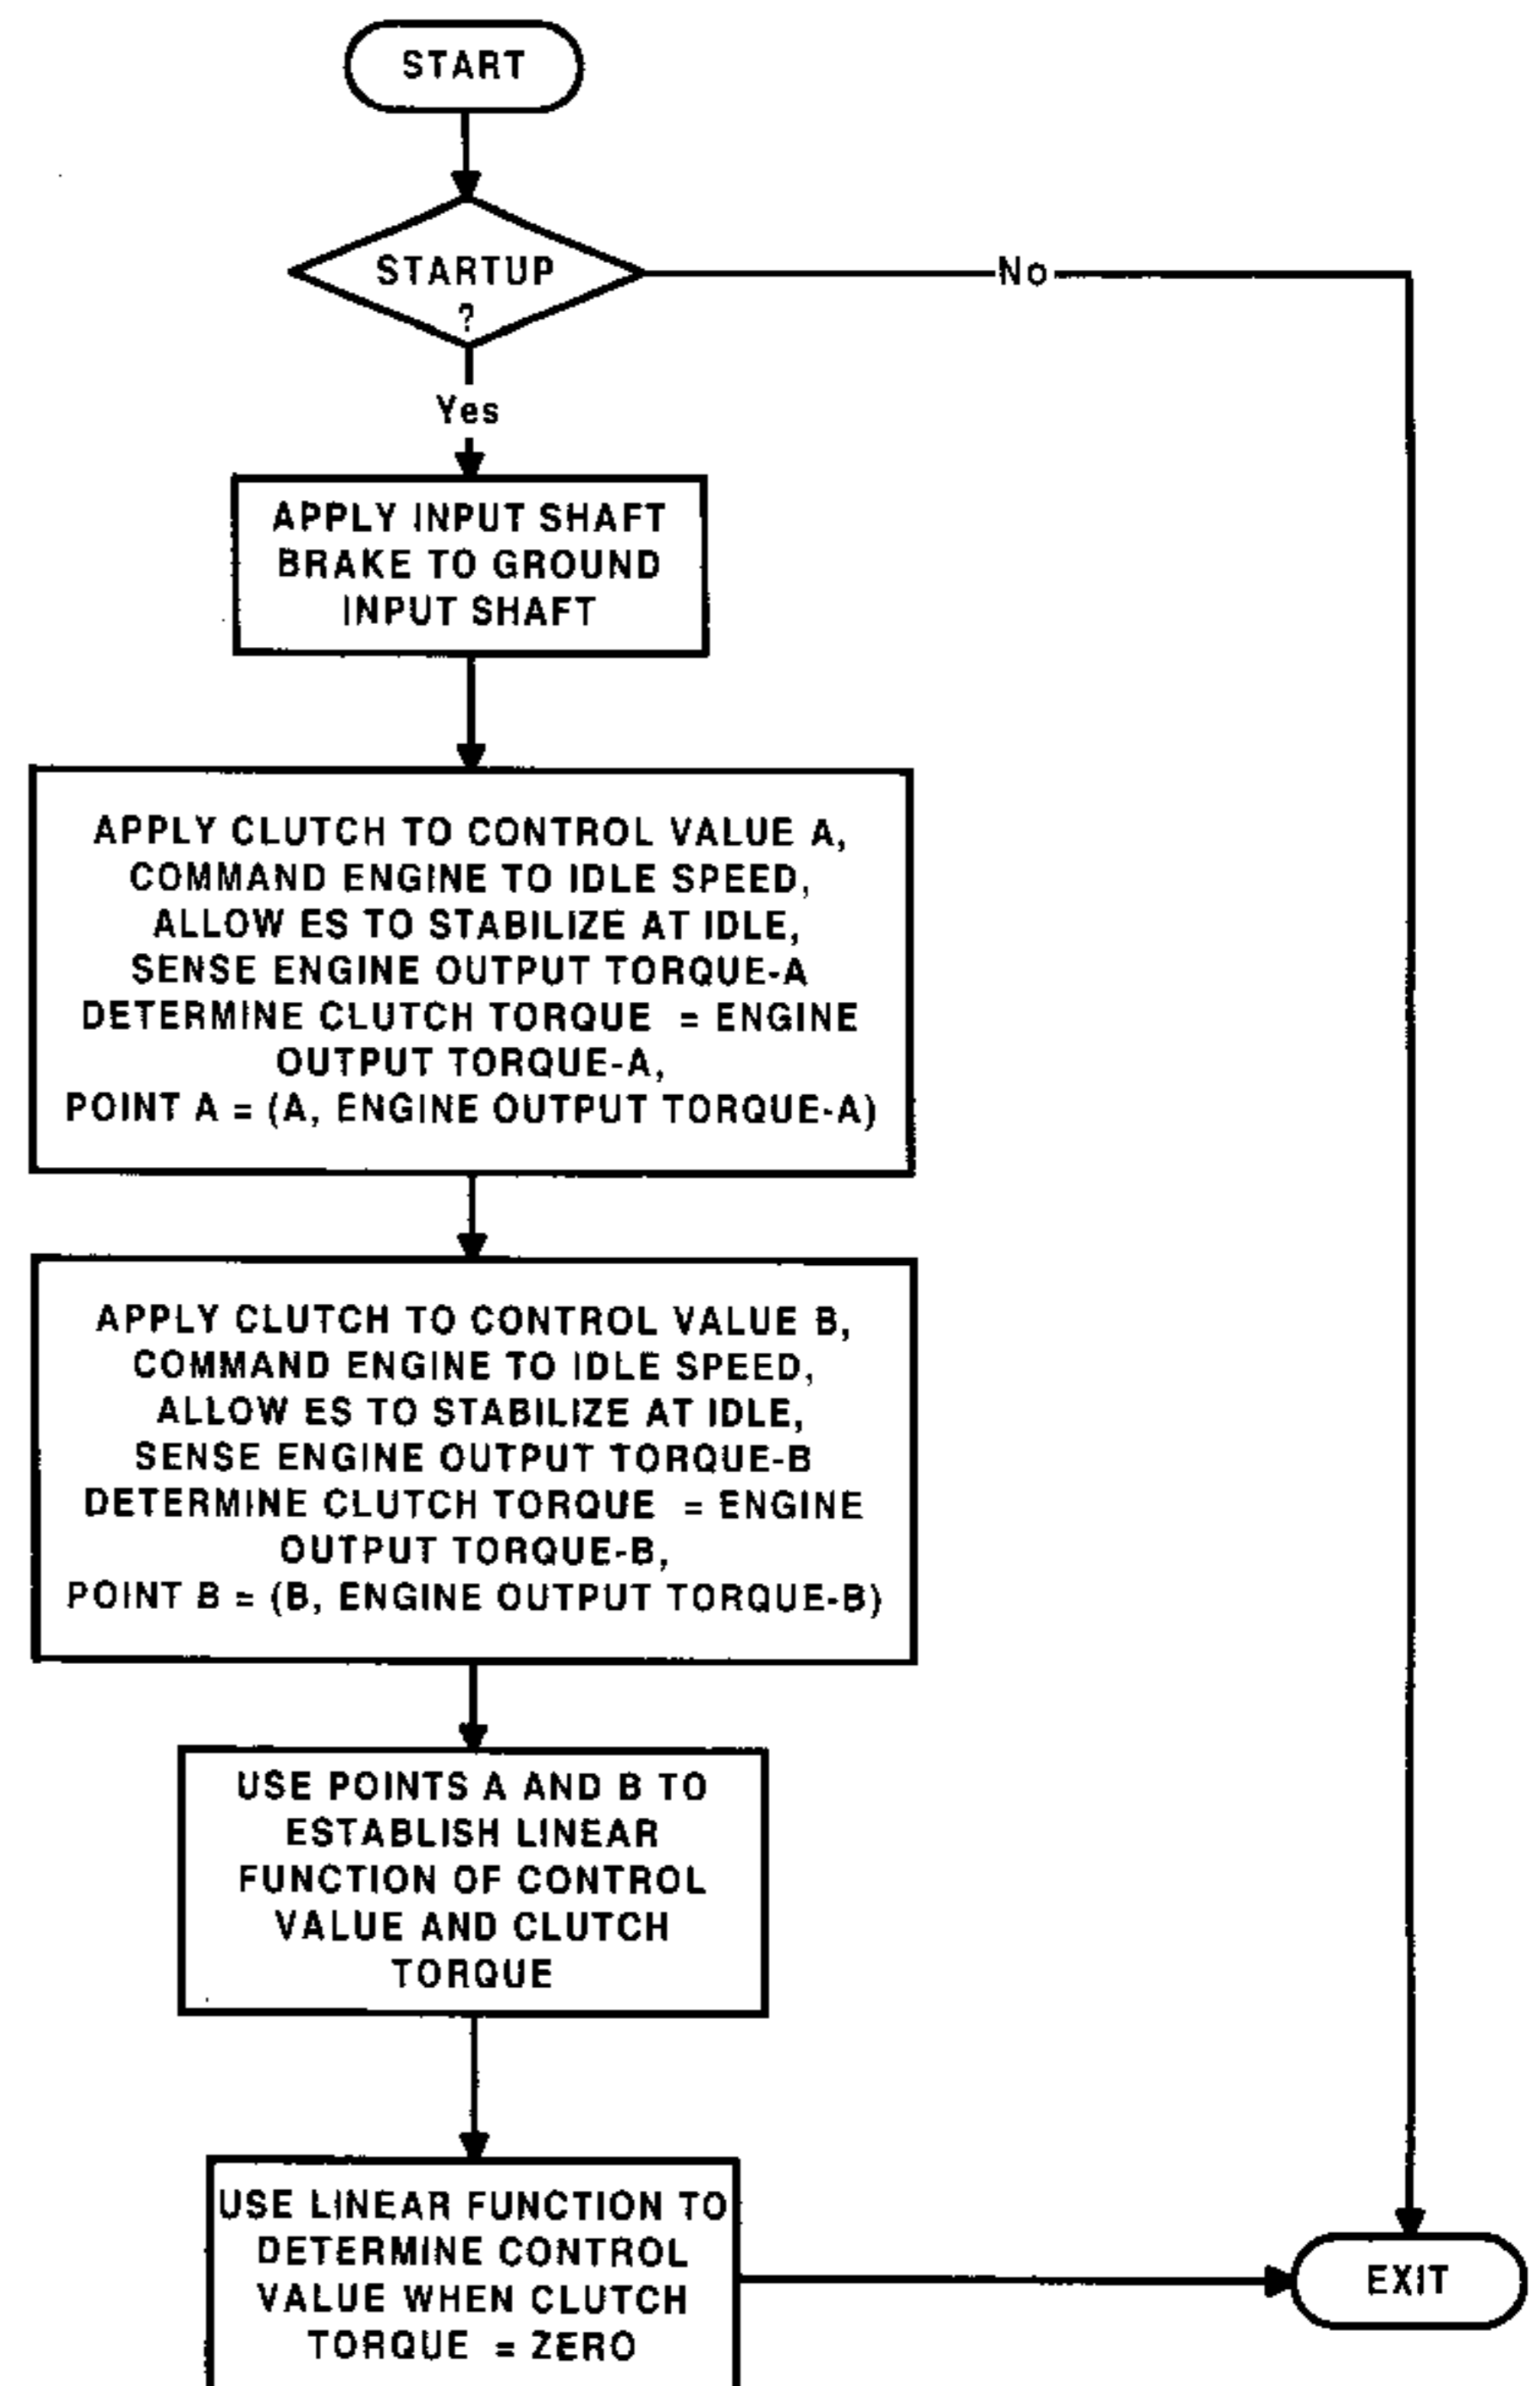 START
STARTUP
?
No
Yes
APPLY INPUT SHAFT
BRAKE TO GROUND
INPUT SHAFT
APPLY CLUTCH TO CONTROL VALUE A,
COMMAND ENGINE TO IDLE SPEED,
ALLOW ES TO STABILIZE AT IDLE,
SENSE ENGINE OUTPUT TORQUE-A
DETERMINE CLUTCH TORQUE = ENGINE
OUTPUT TORQUE-A,
POINT A = (A, ENGINE OUTPUT TORQUE-A)
APPLY CLUTCH TO CONTROL VALUE B,
COMMAND ENGINE TO IDLE SPEED,
ALLOW ES TO STABILIZE AT IDLE,
SENSE ENGINE OUTPUT TORQUE-B
DETERMINE CLUTCH TORQUE = ENGINE
OUTPUT TORQUE-B,
POINT B = (B, ENGINE OUTPUT TORQUE-B)
USE POINTS A AND B TO
ESTABLISH LINEAR
FUNCTION OF CONTROL
VALUE AND CLUTCH
TORQUE
USE LINEAR FUNCTION TO
DETERMINE CONTROL
VALUE WHEN CLUTCH
TORQUE = ZERO
EXIT